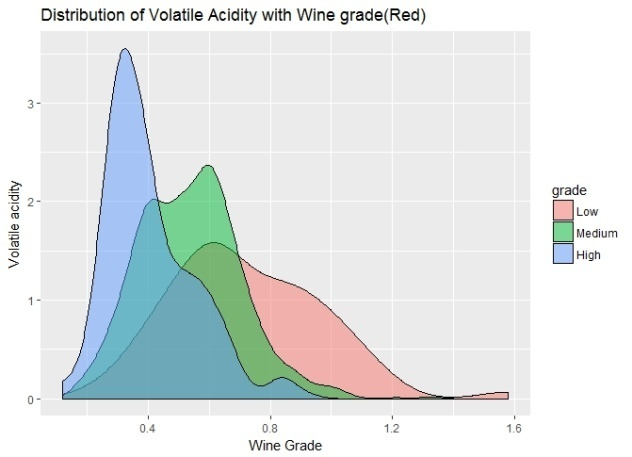 Distribution of Volatile Acidity with Wine grade(Red)
Volatile acidity
3
2
1
0
0.4
0.8
1.2
1.6
Wine Grade
grade
Low
Medium
High